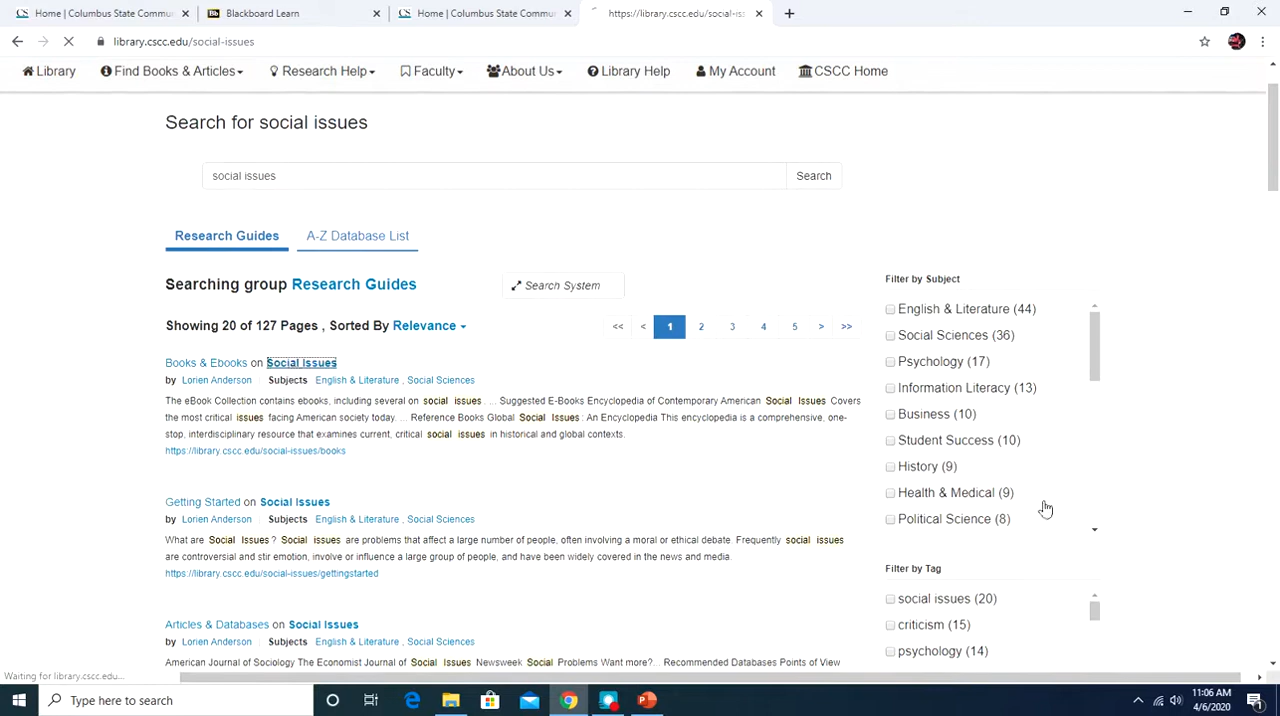 Home | Columbus State Commu
Blackboard Learn
Home | Columbus State Commu
https://library.cscc.edu/social-is
library.cscc.edu/social-issues
Library Find Books & Articles Research Help Faculty About Us Library Help My Account CSCC Home
Search for social issues
social issues Search
Research Guides A-Z Database List
Searching group Research Guides Search System
Showing 20 of 127 Pages , Sorted By Relevance << < 1 2 3 4 5 > >>
Books & Ebooks on Social Issues
by Lorien Anderson Subjects English & Literature , Social Sciences
The eBook Collection contains ebooks, including several on social issues. ... Suggested E-Books Encyclopedia of Contemporary American Social Issues Covers
the most critical issues facing American society today. ... Reference Books Global Social Issues: An Encyclopedia This encyclopedia is a comprehensive, one-
stop, interdisciplinary resource that examines current, critical social issues in historical and global contexts.
https://library.cscc.edu/social-issues/books
Getting Started on Social Issues
by Lorien Anderson Subjects English & Literature , Social Sciences
What are Social Issues? Social issues are problems that affect a large number of people, often involving a moral or ethical debate. Frequently social issues
are controversial and stir emotion, involve or influence a large group of people, and have been widely covered in the news and media.
https://library.cscc.edu/social-issues/gettingstarted
Articles & Databases on Social Issues
by Lorien Anderson Subjects English & Literature , Social Sciences
American Journal of Sociology The Economist Journal of Social Issues Newsweek Social Problems Want more?... Recommended Databases Points of View
Filter by Subject
English & Literature (44)
Social Sciences (36)
Psychology (17)
Information Literacy (13)
Business (10)
Student Success (10)
History (9)
Health & Medical (9)
Political Science (8)
Filter by Tag
social issues (20)
criticism (15)
psychology (14)
Waiting for library.cscc.edu...
Type here to search
11:06 AM
4/6/2020